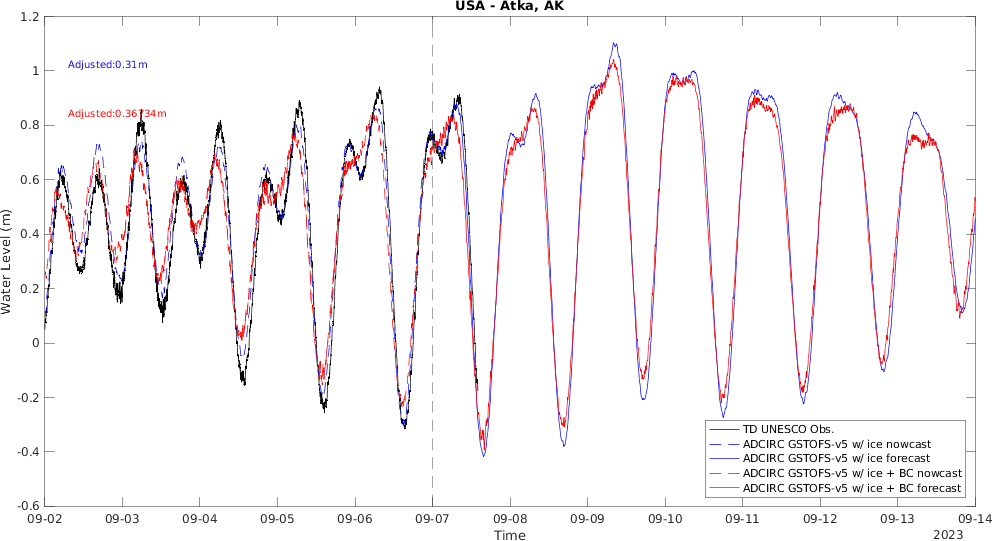 USA - Atka, AK
1.2
1
0.8
0.6
0.4
0.2
0
-0.2
-0.4
-0.6
Water Level (m)
Adjusted:0.31m
Adjusted:0.36734m
TD UNESCO Obs.
ADCIRC GSTOFS-v5 w/ ice nowcast
ADCIRC GSTOFS-v5 w/ ice forecast
ADCIRC GSTOFS-v5 w/ ice + BC nowcast
ADCIRC GSTOFS-v5 w/ ice + BC forecast
09-02 09-03 09-04 09-05 09-06 09-07 09-08 09-09 09-10 09-11 09-12 09-13 09-14
Time
2023